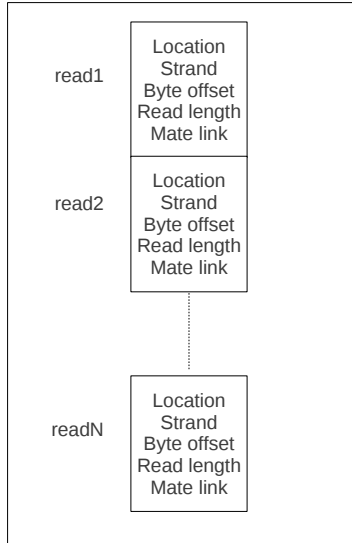 read1
Location
Strand
Byte offset
Read length
Mate link
read2
Location
Strand
Byte offset
Read length
Mate link
readN
Location
Strand
Byte offset
Read length
Mate link